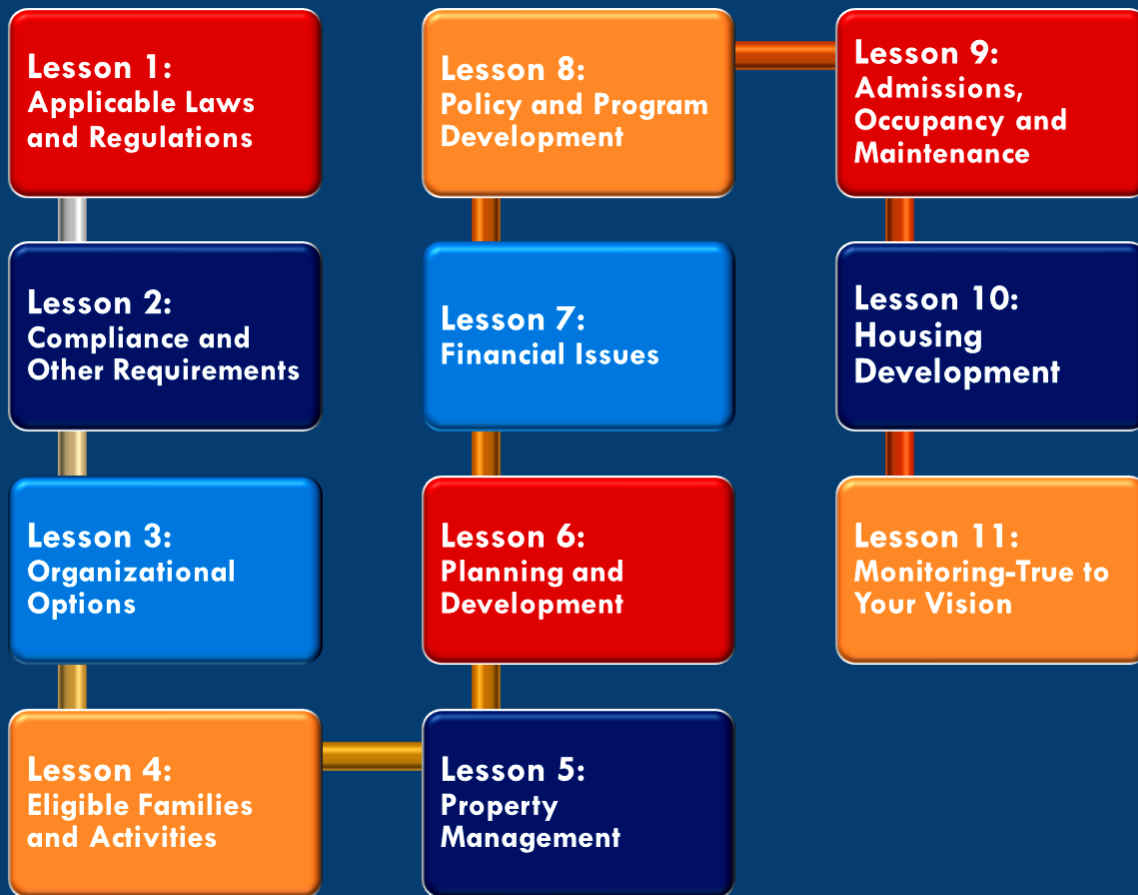 Lesson 1:
Applicable Laws
and Regulations
Lesson 2:
Compliance and
Other Requirements
Lesson 3:
Organizational
Options
Lesson 4:
Eligible Families
and Activities
Lesson 5:
Property
Management
Lesson 6:
Planning and
Development
Lesson 7:
Financial Issues
Lesson 8:
Policy and Program
Development
Lesson 9:
Admissions,
Occupancy and
Maintenance
Lesson 10:
Housing
Development
Lesson 11:
Monitoring-True to
Your Vision